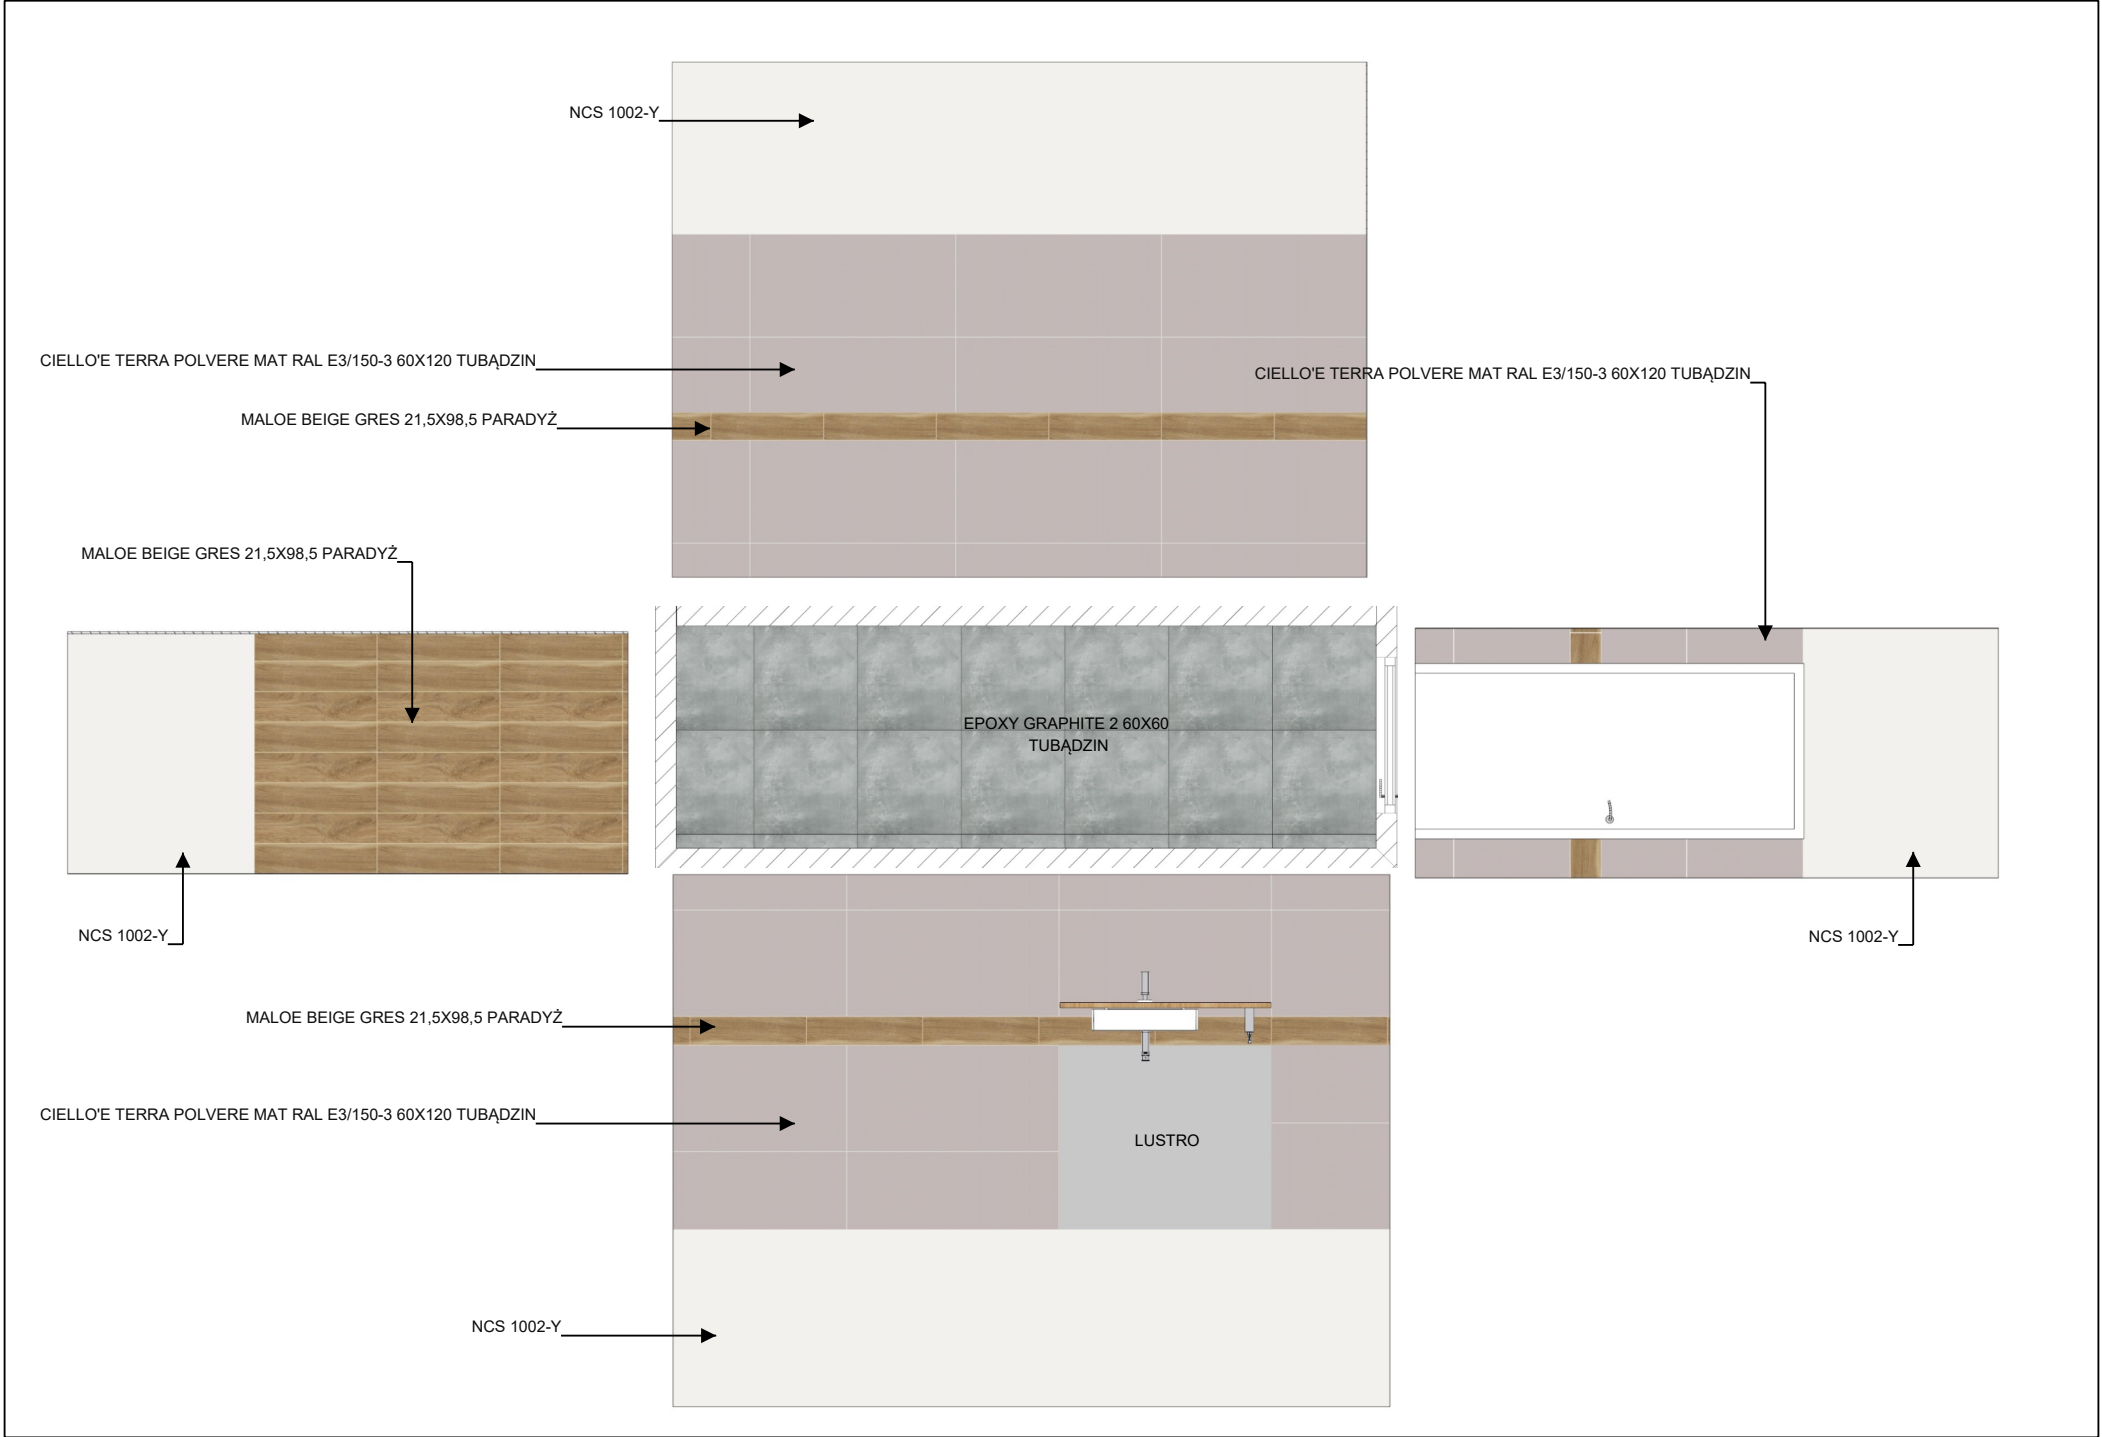 NCS 1002-Y
CIELLO'E TERRA POLVERE MAT RAL E3/150-3 60X120 TUBĄDZIN
CIELLO'E TERRA POLVERE MAT RAL E3/150-3 60X120 TUBĄDZIN
MALOE BEIGE GRES 21,5X98,5 PARADYŻ
MALOE BEIGE GRES 21,5X98,5 PARADYŻ
EPOXY GRAPHITE 2 60X60
TUBĄDZIN
NCS 1002-Y
NCS 1002-Y
MALOE BEIGE GRES 21,5X98,5 PARADYŻ
CIELLO'E TERRA POLVERE MAT RAL E3/150-3 60X120 TUBĄDZIN
LUSTRO
NCS 1002-Y